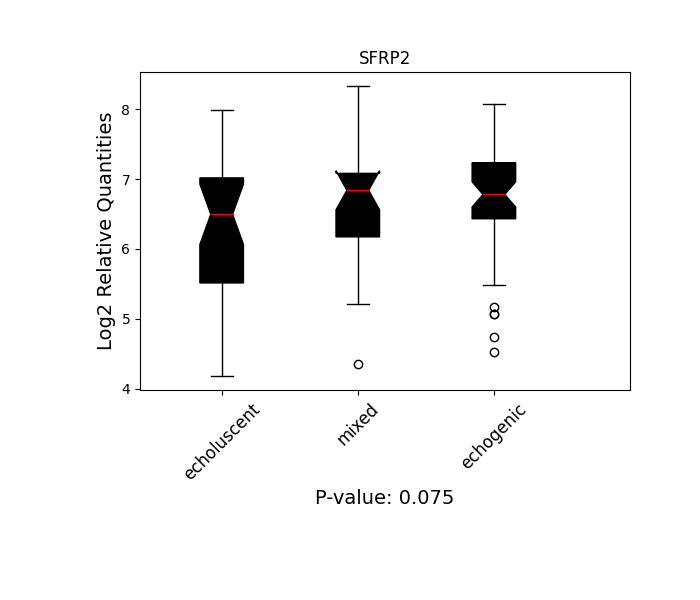 SFRP2
Log2 Relative Quantities
8
7
6
5
4
echoluscent
mixed
echogenic
P-value: 0.075